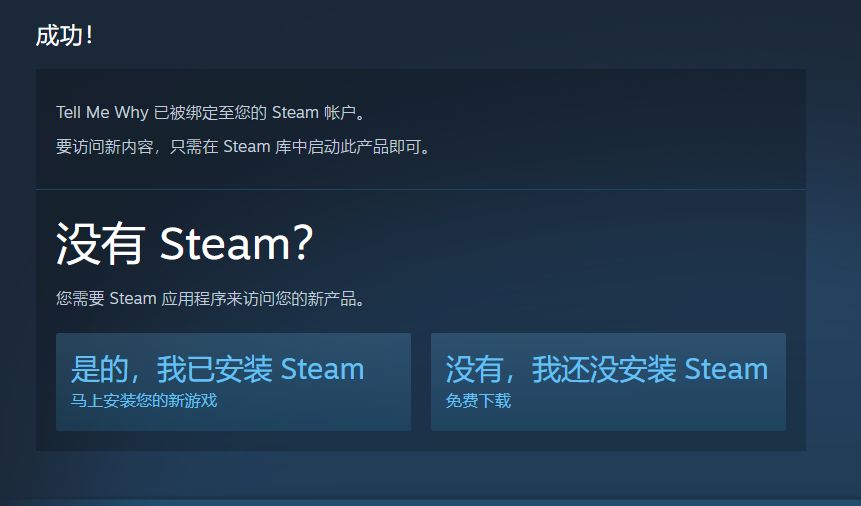 成功！
Tell Me Why 已被绑定至您的 Steam 帐户。
要访问新内容，只需在 Steam 库中启动此产品即可。
没有 Steam？
您需要 Steam 应用程序来访问您的新产品。
是的，我已安装 Steam
马上安装您的新游戏
没有，我还没安装 Steam
免费下载